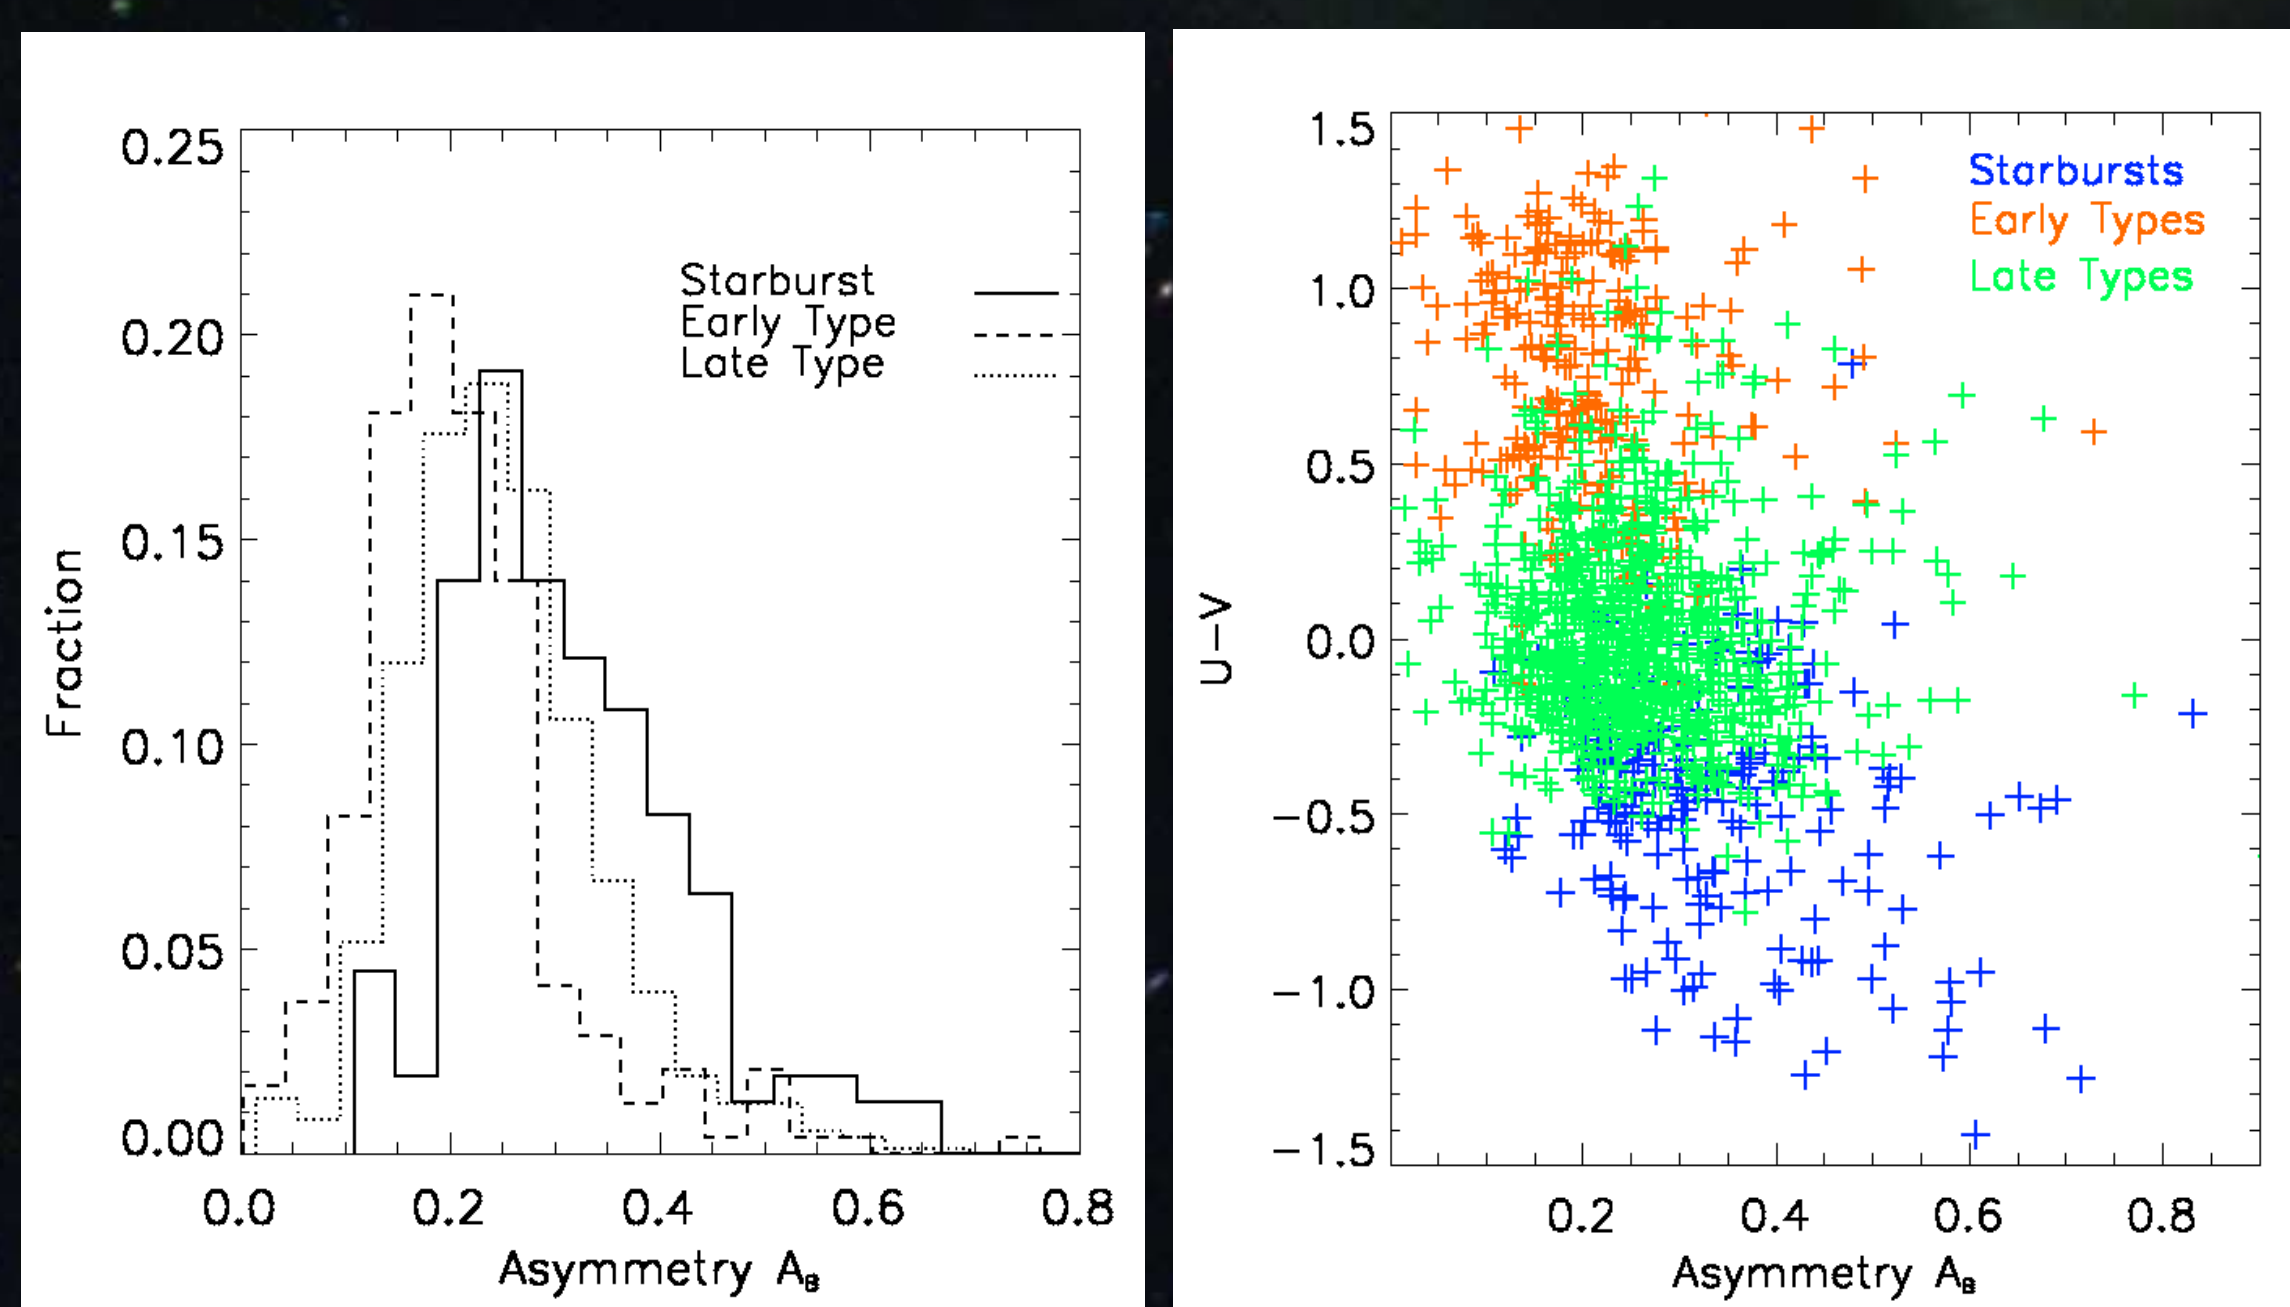 0.25
0.20
0.15
0.10
0.05
0.00
Fraction
Starburst
Early Type
Late Type
0.0 0.2 0.4 0.6 0.8
Asymmetry A_B
1.5
1.0
0.5
0.0
−0.5
−1.0
−1.5
U−V
Starbursts
Early Types
Late Types
0.2 0.4 0.6 0.8
Asymmetry A_B